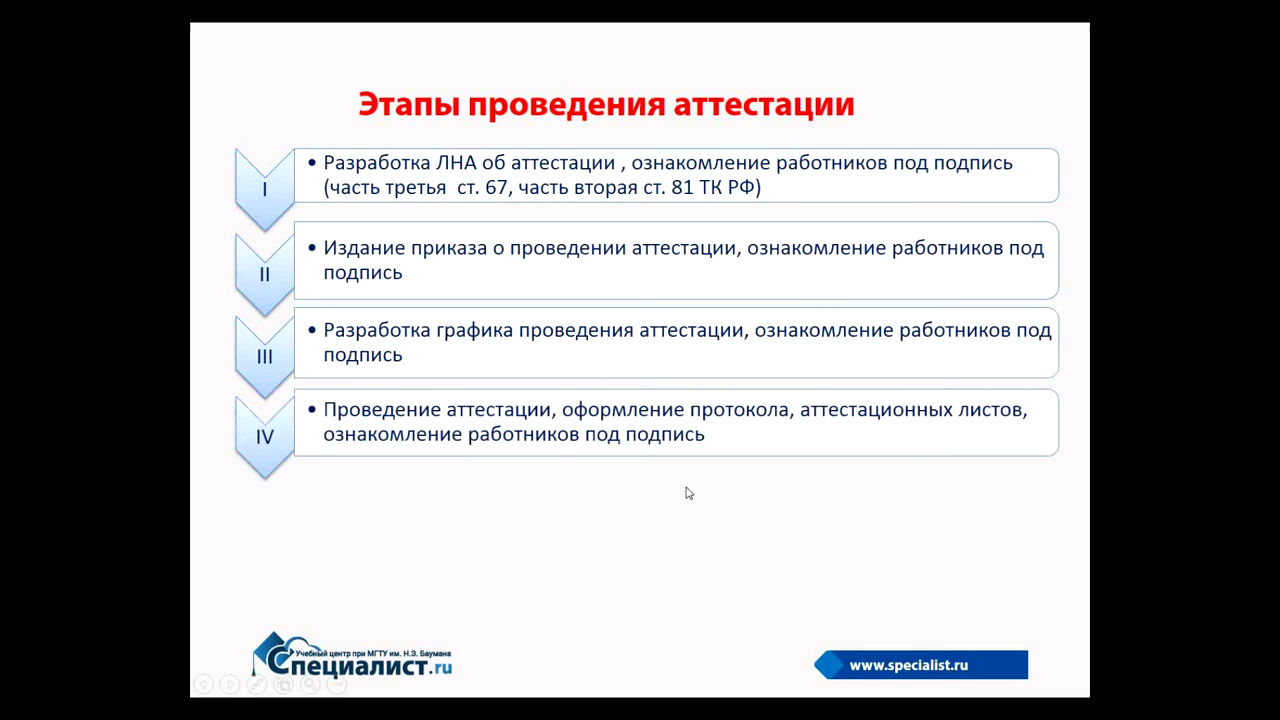 Этапы проведения аттестации
I
• Разработка ЛНА об аттестации , ознакомление работников под подпись
(часть третья  ст. 67, часть вторая ст. 81 ТК РФ)
II
• Издание приказа о проведении аттестации, ознакомление работников под
подпись
III
• Разработка графика проведения аттестации, ознакомление работников под
подпись
IV
• Проведение аттестации, оформление протокола, аттестационных листов,
ознакомление работников под подпись
Учебный центр при МГТУ им. Н.Э. Баумана
Специалист.ru
www.specialist.ru